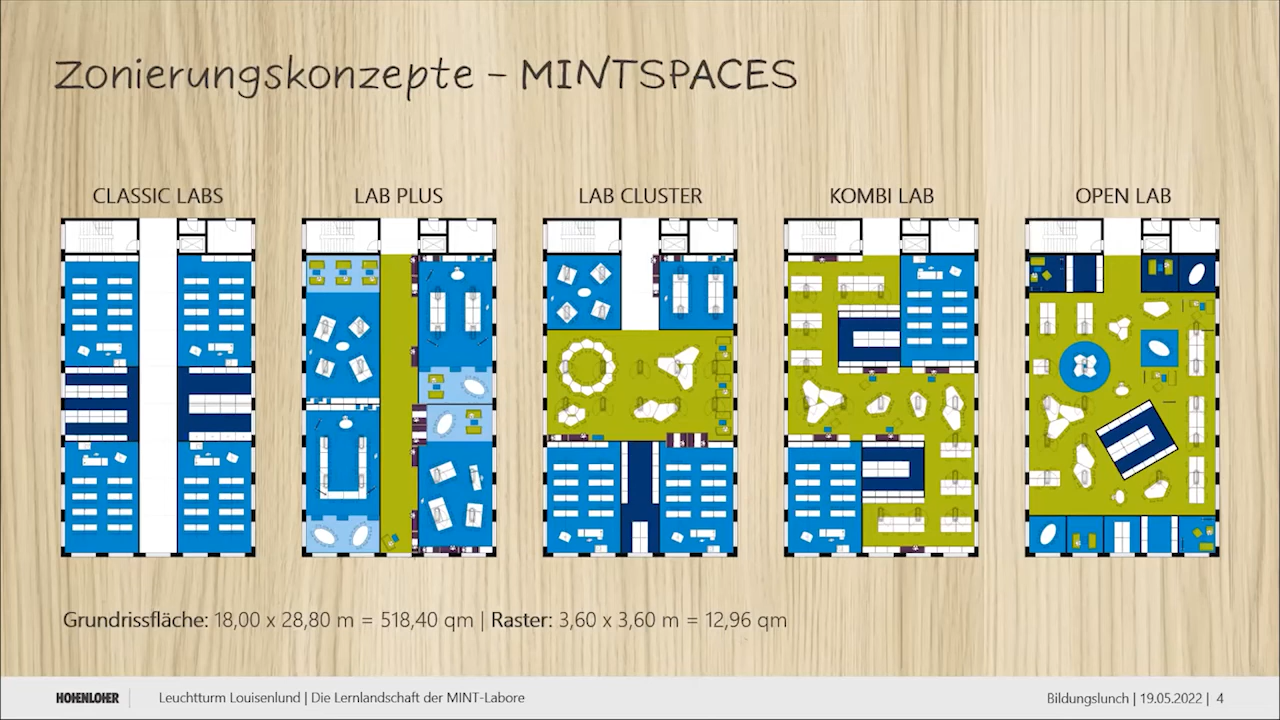 Zonierungskonzepte – MINTSPACES
CLASSIC LABS
LAB PLUS
LAB CLUSTER
KOMBI LAB
OPEN LAB
Grundrissfläche: 18,00 x 28,80 m = 518,40 qm | Raster: 3,60 x 3,60 m = 12,96 qm
HOHENLOHER
Leuchtturm Louisenlund | Die Lernlandschaft der MINT-Labore
Bildungslunch | 19.05.2022 | 4